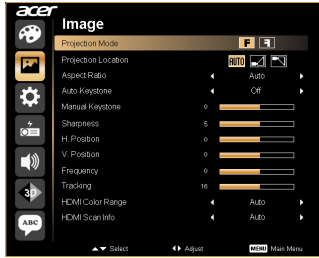 acer
Image
Projection Mode F F
Projection Location AUTO
Aspect Ratio Auto
Auto Keystone Off
Manual Keystone 0
Sharpness 5
H. Position 0
V. Position 0
Frequency 0
Tracking 16
HDMI Color Range Auto
HDMI Scan Info Auto
3D
ABC
Select Adjust MENU Main Menu